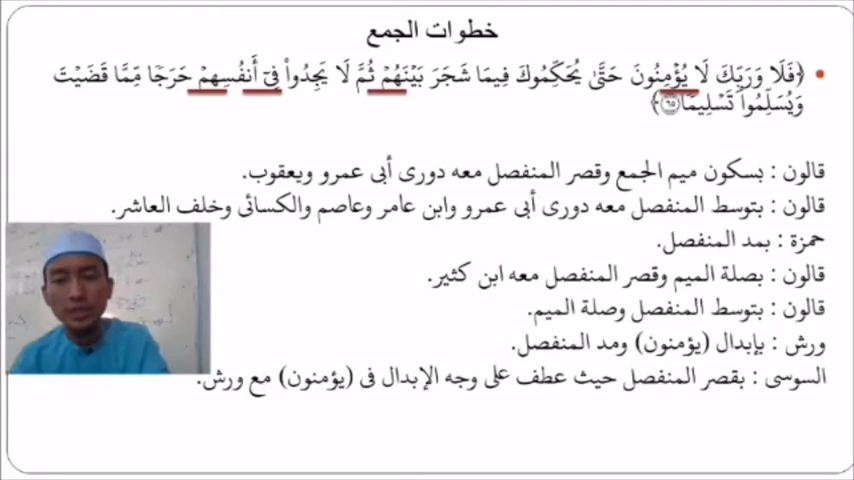 خطوات الجمع
• ﴿فَلَا وَرَبِّكَ لَا يُؤۡمِنُونَ حَتَّىٰ يُحَكِّمُوكَ فِيمَا شَجَرَ بَيۡنَهُمۡ ثُمَّ لَا يَجِدُواْ فِيٓ أَنفُسِهِمۡ حَرَجٗا مِّمَّا قَضَيۡتَ
وَيُسَلِّمُواْ تَسۡلِيمٗا ٦٥﴾
قالون : بسكون ميم الجمع وقصر المنفصل معه دورى أبى عمرو ويعقوب.
قالون : بتوسط المنفصل معه دورى أبى عمرو وابن عامر وعاصم والكسائى وخلف العاشر.
حمزة : بمد المنفصل.
قالون : بصلة الميم وقصر المنفصل معه ابن كثير.
قالون : بتوسط المنفصل وصلة الميم.
ورش : بإبدال (يؤمنون) ومد المنفصل.
السوسى : بقصر المنفصل حيث عطف على وجه الإبدال فى (يؤمنون) مع ورش.